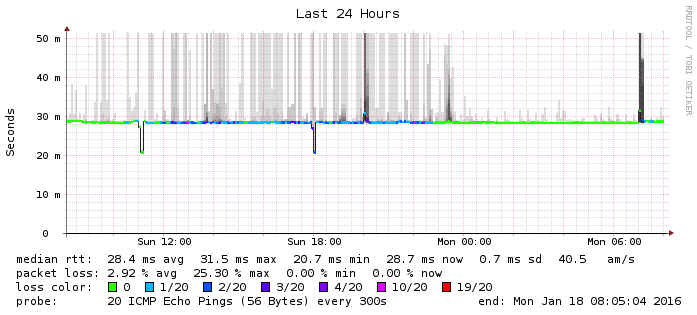 Last 24 Hours
RRDTOOL / TOBI OETIKER
Seconds
50 m
40 m
30 m
20 m
10 m
0
Sun 12:00 Sun 18:00 Mon 00:00 Mon 06:00
median rtt: 28.4 ms avg 31.5 ms max 20.7 ms min 28.7 ms now 0.7 ms sd 40.5 am/s
packet loss: 2.92 % avg 25.30 % max 0.00 % min 0.00 % now
loss color: 0 1/20 2/20 3/20 4/20 10/20 19/20
probe: 20 ICMP Echo Pings (56 Bytes) every 300s end: Mon Jan 18 08:05:04 2016